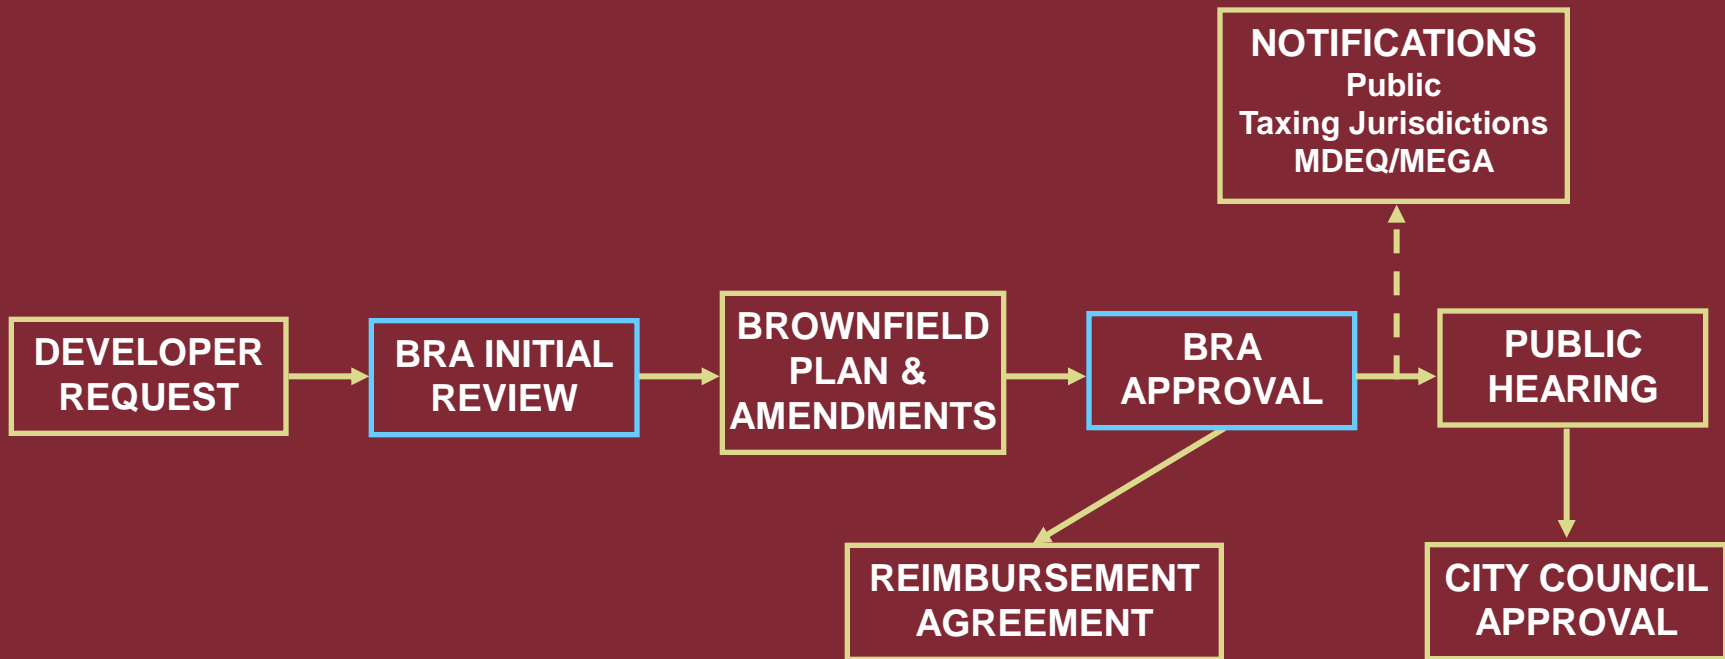 NOTIFICATIONS
Public
Taxing Jurisdictions
MDEQ/MEGA
DEVELOPER
REQUEST
BRA INITIAL
REVIEW
BROWNFIELD
PLAN &
AMENDMENTS
BRA
APPROVAL
PUBLIC
HEARING
REIMBURSEMENT
AGREEMENT
CITY COUNCIL
APPROVAL